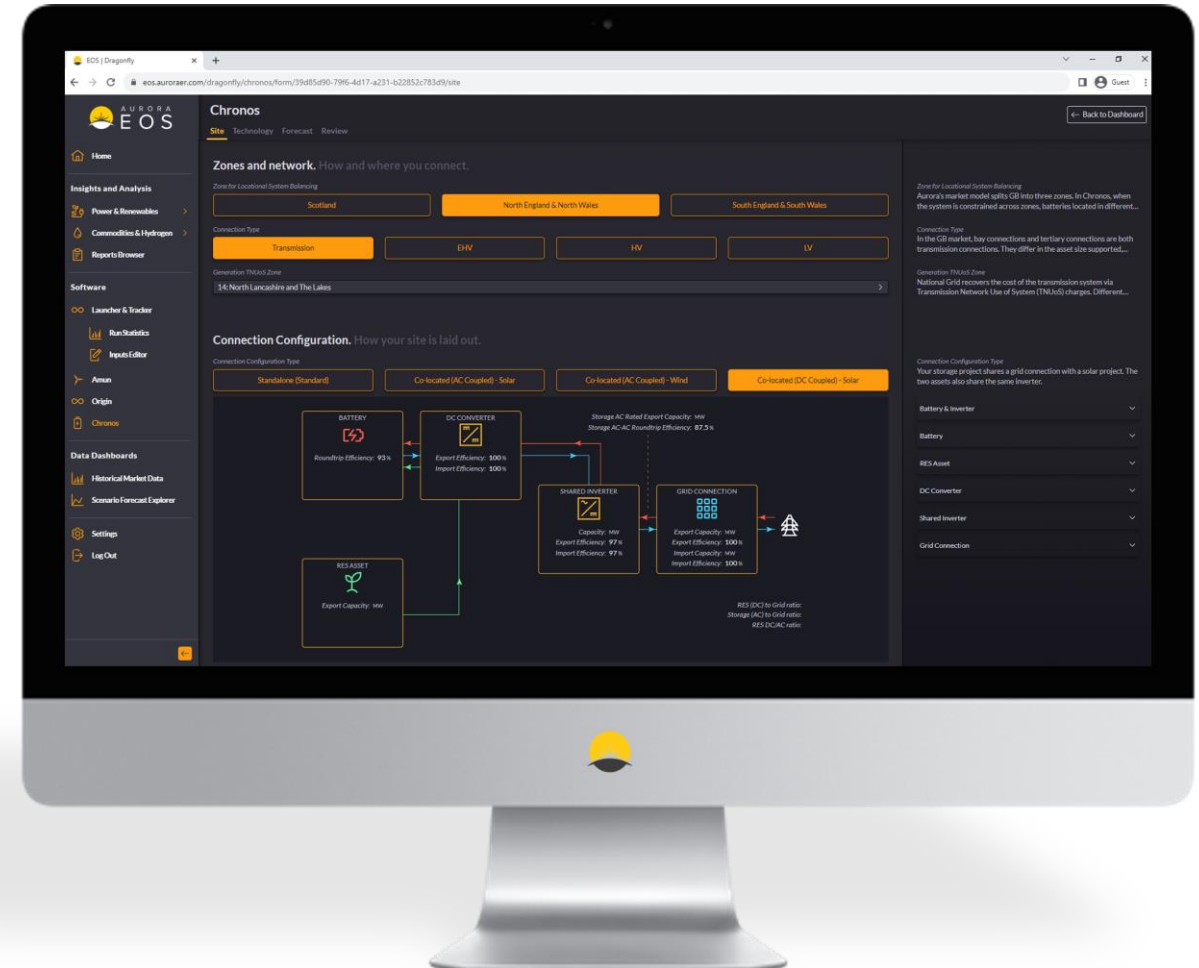 EOS | Dragonfly
eos.auroraer.com/dragonfly/chronos/form/39d85d90-79f6-4d17-a231-b22852c783d9/site
Guest
AURORA
EOS
Home
Insights and Analysis
Power & Renewables
Commodities & Hydrogen
Reports Browser
Software
Launcher & Tracker
Run Statistics
Inputs Editor
Amun
Origin
Chronos
Data Dashboards
Historical Market Data
Scenario Forecast Explorer
Settings
Log Out
Chronos
← Back to Dashboard
Site Technology Forecast Review
Zones and network. How and where you connect.
Zone for Locational System Balancing
Scotland
North England & North Wales
South England & South Wales
Connection Type
Transmission
EHV
HV
LV
Generation TNUoS Zone
14: North Lancashire and The Lakes
Connection Configuration. How your site is laid out.
Connection Configuration Type
Standalone (Standard)
Co-located (AC Coupled) - Solar
Co-located (AC Coupled) - Wind
Co-located (DC Coupled) - Solar
BATTERY
Roundtrip Efficiency: 93 %
DC CONVERTER
Export Efficiency: 100 %
Import Efficiency: 100 %
Storage AC Rated Export Capacity: MW
Storage AC-AC Roundtrip Efficiency: 87.5 %
SHARED INVERTER
Capacity: MW
Export Efficiency: 97 %
Import Efficiency: 97 %
GRID CONNECTION
Export Capacity: MW
Export Efficiency: 100 %
Import Capacity: MW
Import Efficiency: 100 %
RES ASSET
Export Capacity: MW
RES (DC) to Grid ratio:
Storage (AC) to Grid ratio:
RES DC/AC ratio:
Zone for Locational System Balancing
Aurora's market model splits GB into three zones. In Chronos, when
the system is constrained across zones, batteries located in different...
Connection Type
In the GB market, bay connections and tertiary connections are both
transmission connections. They differ in the asset size supported,...
Generation TNUoS Zone
National Grid recovers the cost of the transmission system via
Transmission Network Use of System (TNUoS) charges. Different...
Connection Configuration Type
Your storage project shares a grid connection with a solar project. The
two assets also share the same inverter.
Battery & Inverter
Battery
RES Asset
DC Converter
Shared Inverter
Grid Connection